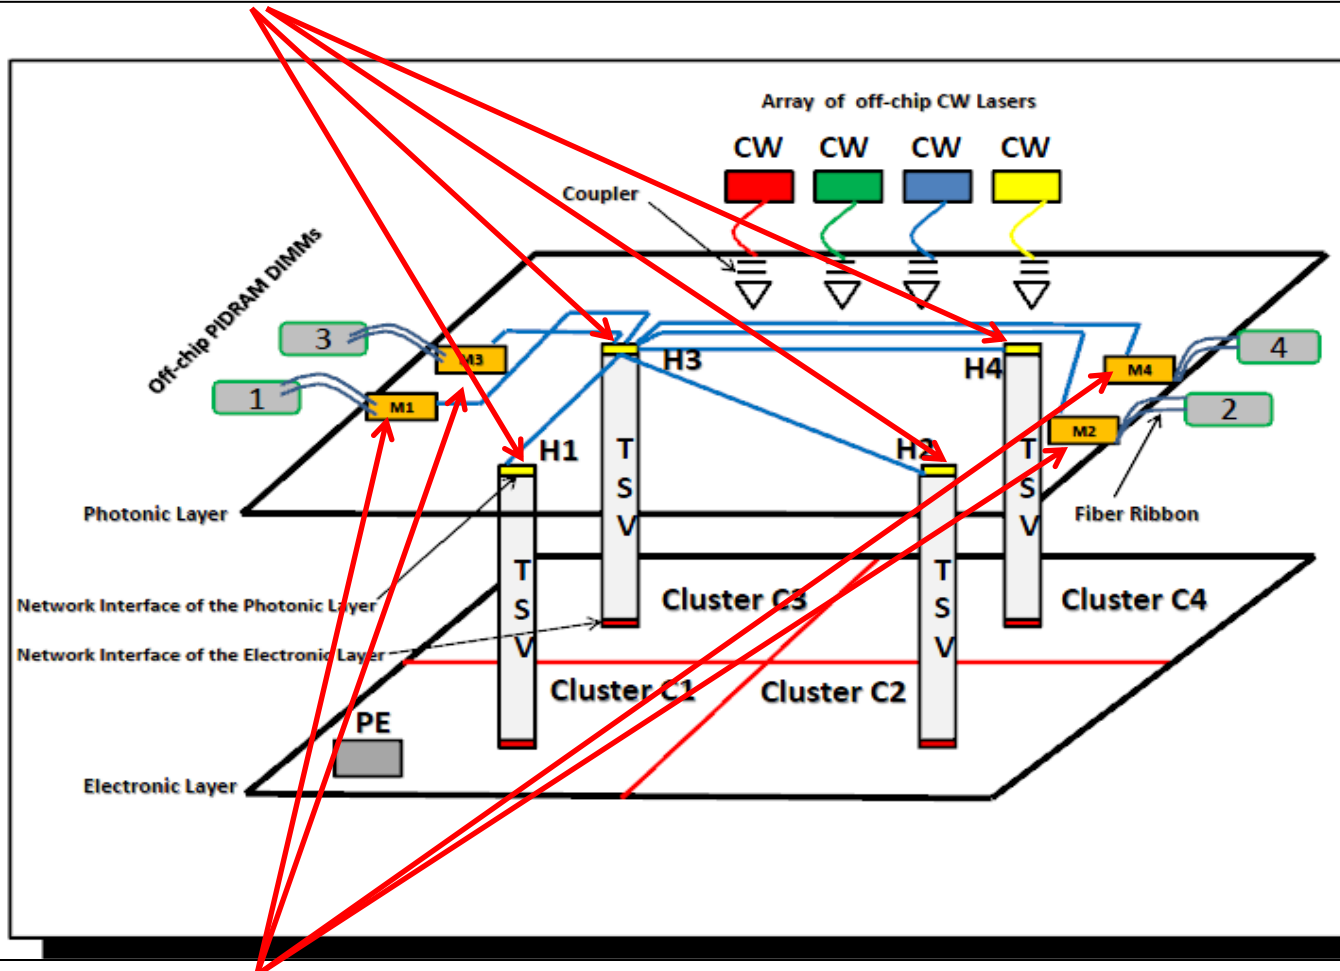 Array of off-chip CW Lasers
CW CW CW CW
Coupler
Off-chip PIDRAM DIMMs
3
M3
1
M1
H3
H4
M4
4
2
M2
H1
H2
T
S
V
T
S
V
Photonic Layer
Fiber Ribbon
T
S
V
T
S
V
Network Interface of the Photonic Layer
Cluster C3
Cluster C4
Network Interface of the Electronic Layer
Cluster C1
Cluster C2
PE
Electronic Layer